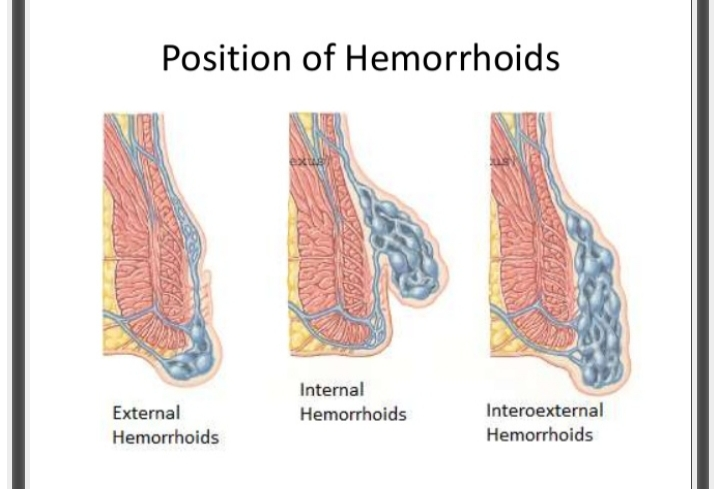 Position of Hemorrhoids
External
Hemorrhoids
Internal
Hemorrhoids
Interoexternal
Hemorrhoids